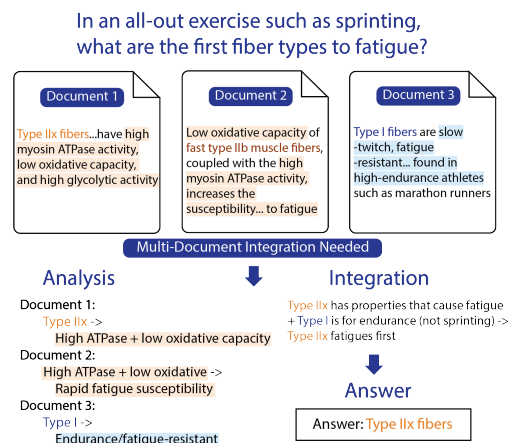 In an all-out exercise such as sprinting,
what are the first fiber types to fatigue?
Document 1
Type IIx fibers...have high
myosin ATPase activity,
low oxidative capacity,
and high glycolytic activity
Document 2
Low oxidative capacity of
fast type IIb muscle fibers,
coupled with the high
myosin ATPase activity,
increases the
susceptibility... to fatigue
Document 3
Type I fibers are slow
-twitch, fatigue
-resistant... found in
high-endurance athletes
such as marathon runners
Multi-Document Integration Needed
Analysis
Document 1:
Type IIx ->
High ATPase + low oxidative capacity
Document 2:
High ATPase + low oxidative ->
Rapid fatigue susceptibility
Document 3:
Type I ->
Endurance/fatigue-resistant
Integration
Type IIx has properties that cause fatigue
+ Type I is for endurance (not sprinting) ->
Type IIx fatigues first
Answer
Answer: Type IIx fibers